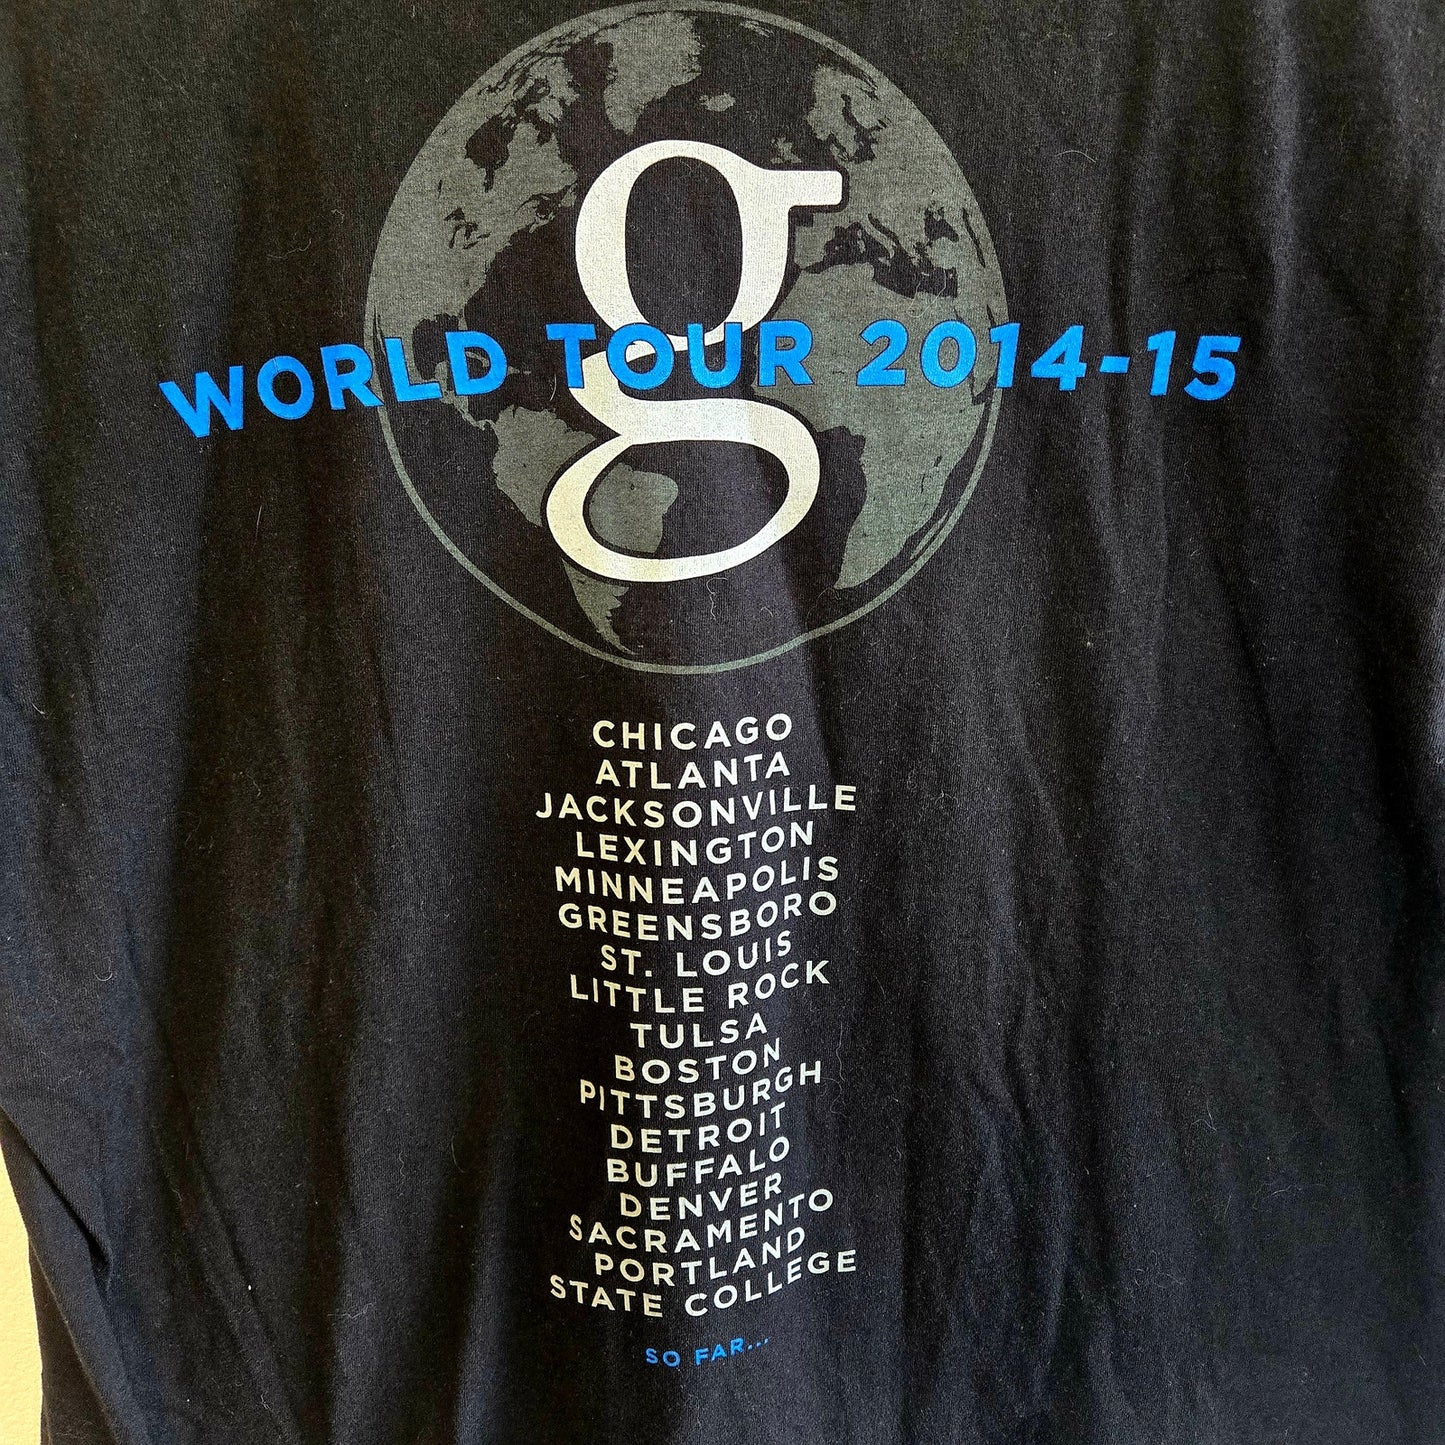 g
WORLD TOUR 2014-15
CHICAGO
ATLANTA
JACKSONVILLE
LEXINGTON
MINNEAPOLIS
GREENSBORO
ST. LOUIS
LITTLE ROCK
TULSA
BOSTON
PITTSBURGH
DETROIT
BUFFALO
DENVER
SACRAMENTO
PORTLAND
STATE COLLEGE
SO FAR...